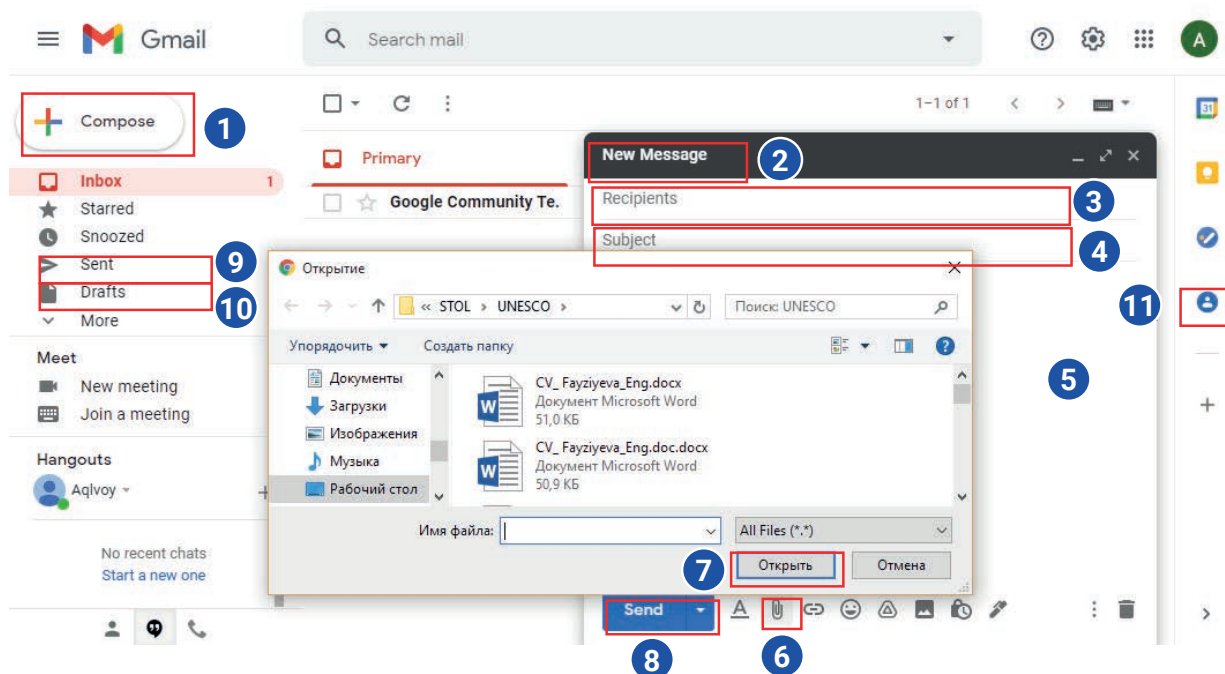 Gmail
Search mail
A
Compose
1
1-1 of 1
31
Primary
New Message
2
Inbox 1
Google Community Te.
Recipients
3
Starred
Snoozed
Subject
4
Sent
9
Drafts
10
More
Открытие
« STOL > UNESCO >
Поиск: UNESCO
11
Упорядочить
Создать папку
?
Meet
New meeting
Join a meeting
Hangouts
Aqlvoy
+
No recent chats
Start a new one
Документы
Загрузки
Изображения
Музыка
Рабочий стол
W
CV_ Fayziyeva_Eng.docx
Документ Microsoft Word
51,0 КБ
W
CV_ Fayziyeva_Eng.doc.docx
Документ Microsoft Word
50,9 КБ
5
Имя файла:
All Files (*.*)
7
Открыть
Отмена
Send
A
8
6